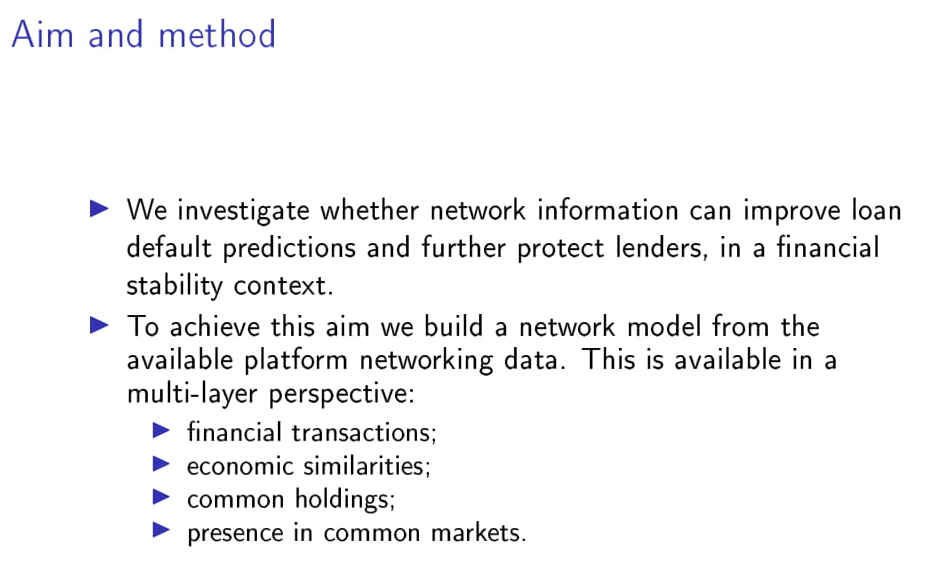 Aim and method
We investigate whether network information can improve loan
default predictions and further protect lenders, in a financial
stability context.
To achieve this aim we build a network model from the
available platform networking data. This is available in a
multi-layer perspective:
financial transactions;
economic similarities;
common holdings;
presence in common markets.